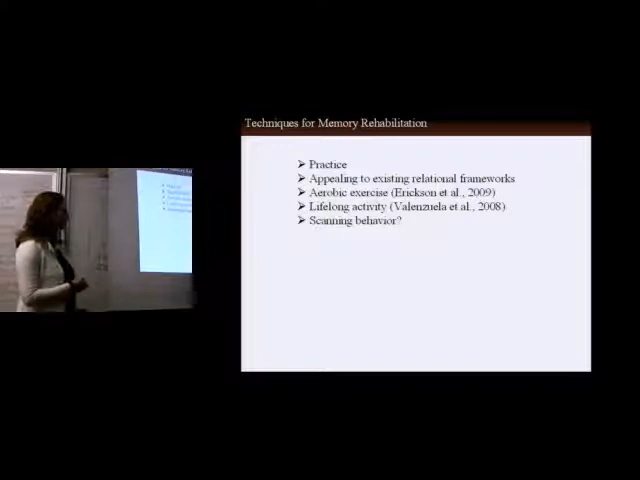 Techniques for Memory Rehabilitation
➢ Practice
➢ Appealing to existing relational frameworks
➢ Aerobic exercise (Erickson et al., 2009)
➢ Lifelong activity (Valenzuela et al., 2008)
➢ Scanning behavior?